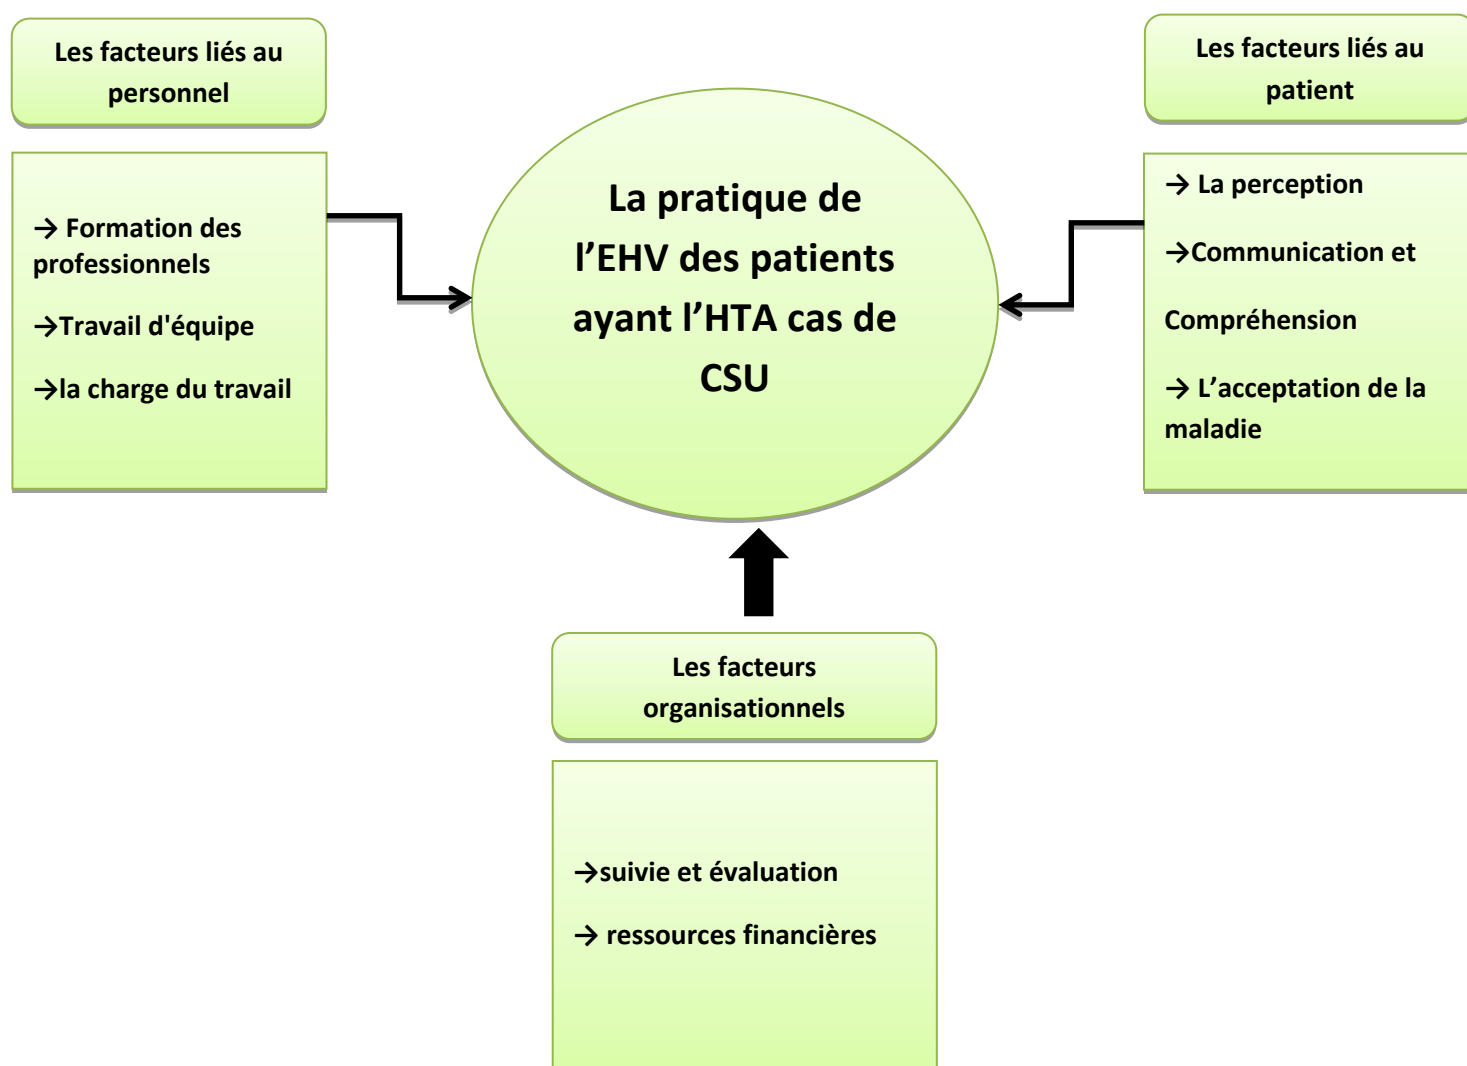 Les facteurs liés au
personnel
→ Formation des
professionnels
→Travail d'équipe
→la charge du travail
La pratique de
l’EHV des patients
ayant l’HTA cas de
CSU
Les facteurs liés au
patient
→ La perception
→Communication et
Compréhension
→ L’acceptation de la
maladie
Les facteurs
organisationnels
→suivie et évaluation
→ ressources financières